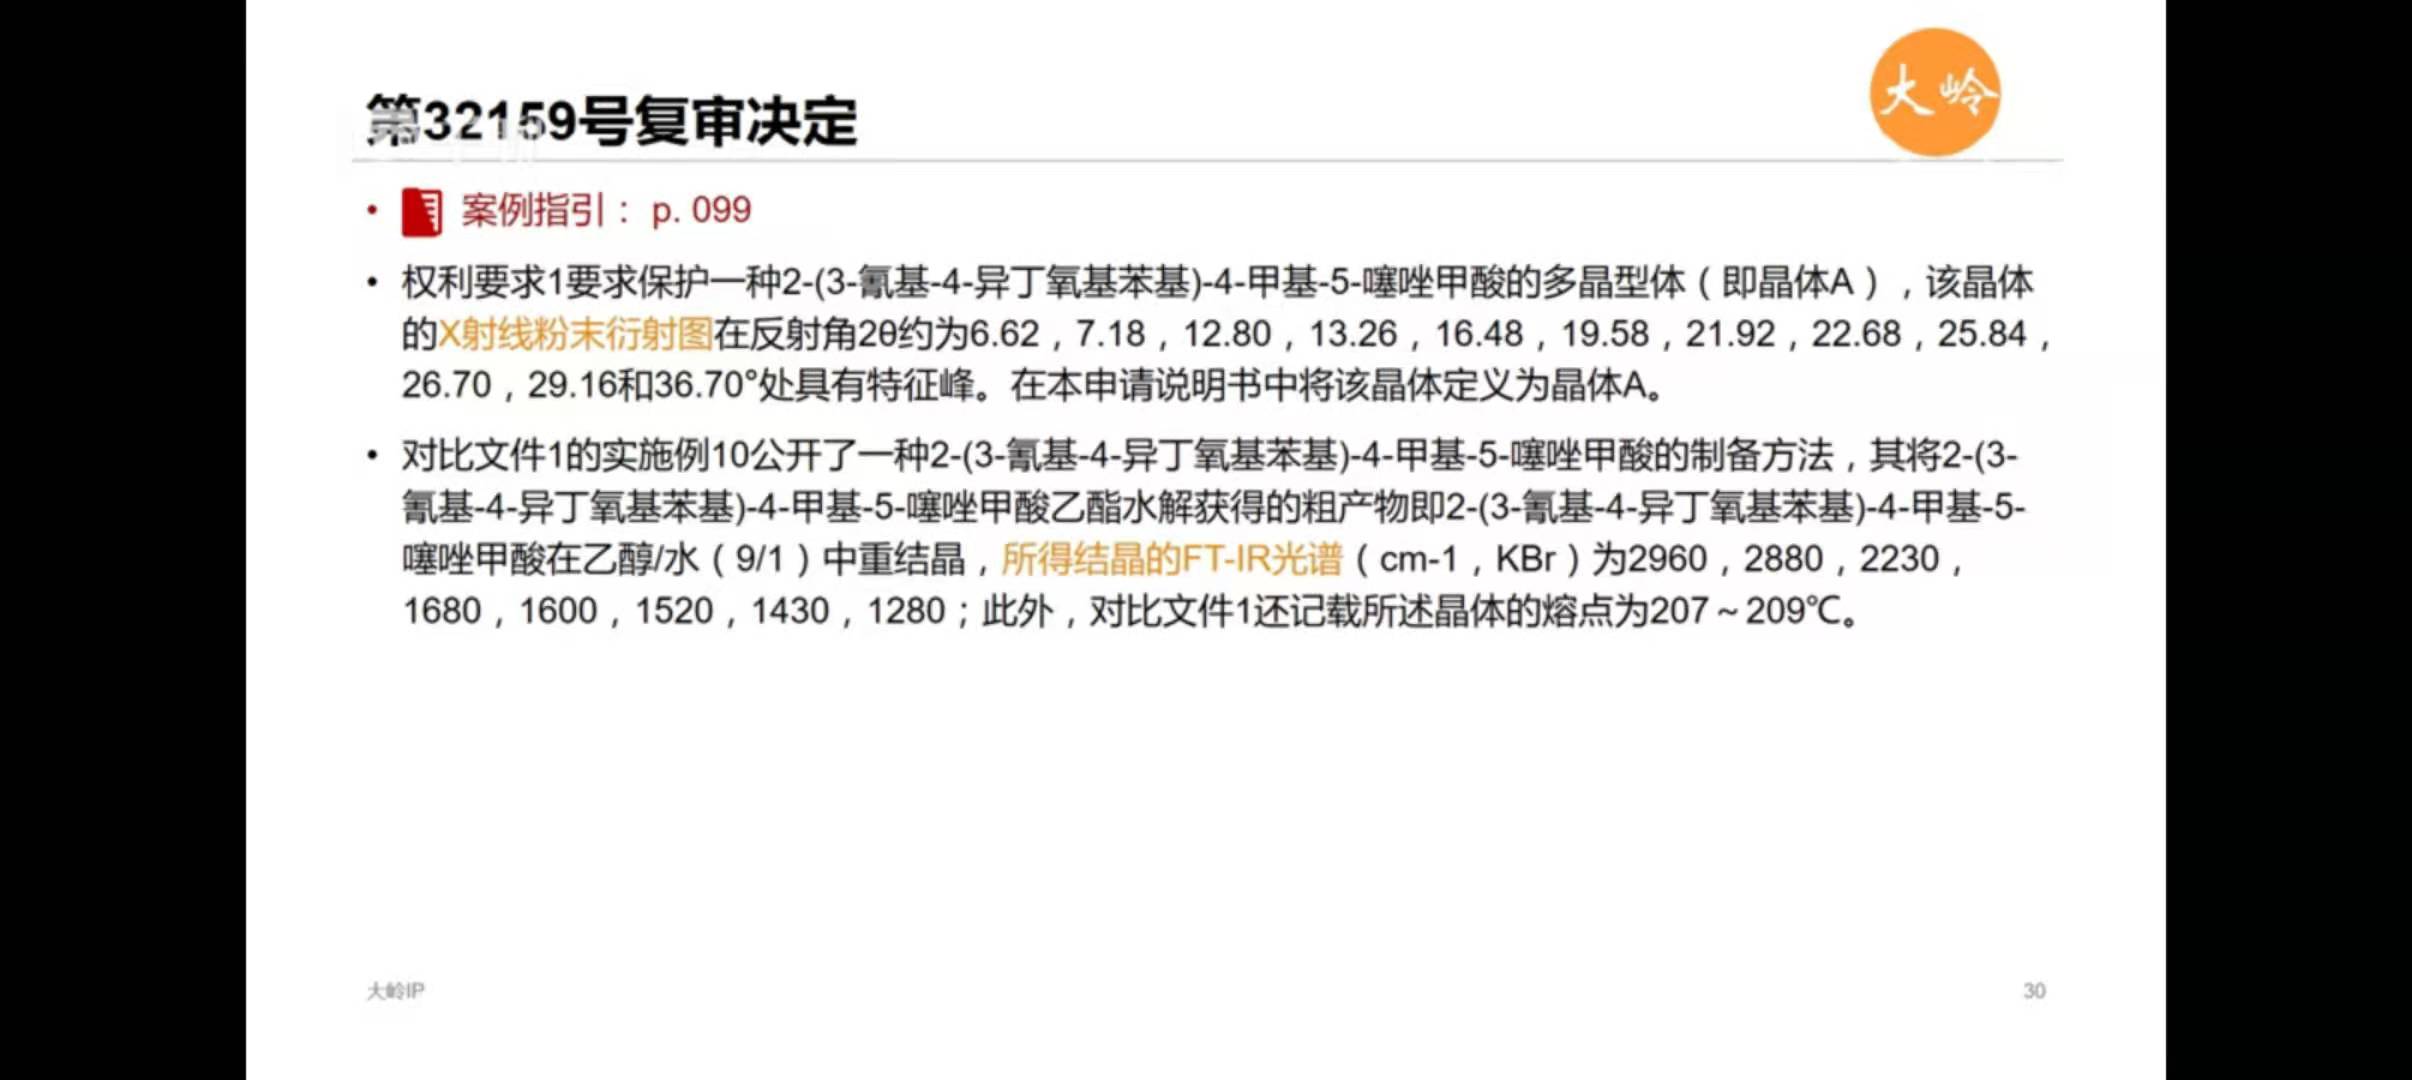 大岭
第32159号复审决定
• 案例指引： p. 099
• 权利要求1要求保护一种2-(3-氰基-4-异丁氧基苯基)-4-甲基-5-噻唑甲酸的多晶型体（即晶体A），该晶体
的X射线粉末衍射图在反射角2θ约为6.62，7.18，12.80，13.26，16.48，19.58，21.92，22.68，25.84，
26.70，29.16和36.70°处具有特征峰。在本申请说明书中将该晶体定义为晶体A。
• 对比文件1的实施例10公开了一种2-(3-氰基-4-异丁氧基苯基)-4-甲基-5-噻唑甲酸的制备方法，其将2-(3-
氰基-4-异丁氧基苯基)-4-甲基-5-噻唑甲酸乙酯水解获得的粗产物即2-(3-氰基-4-异丁氧基苯基)-4-甲基-5-
噻唑甲酸在乙醇/水（9/1）中重结晶，所得结晶的FT-IR光谱（cm-1，KBr）为2960，2880，2230，
1680，1600，1520，1430，1280；此外，对比文件1还记载所述晶体的熔点为207～209℃。
大岭IP
30